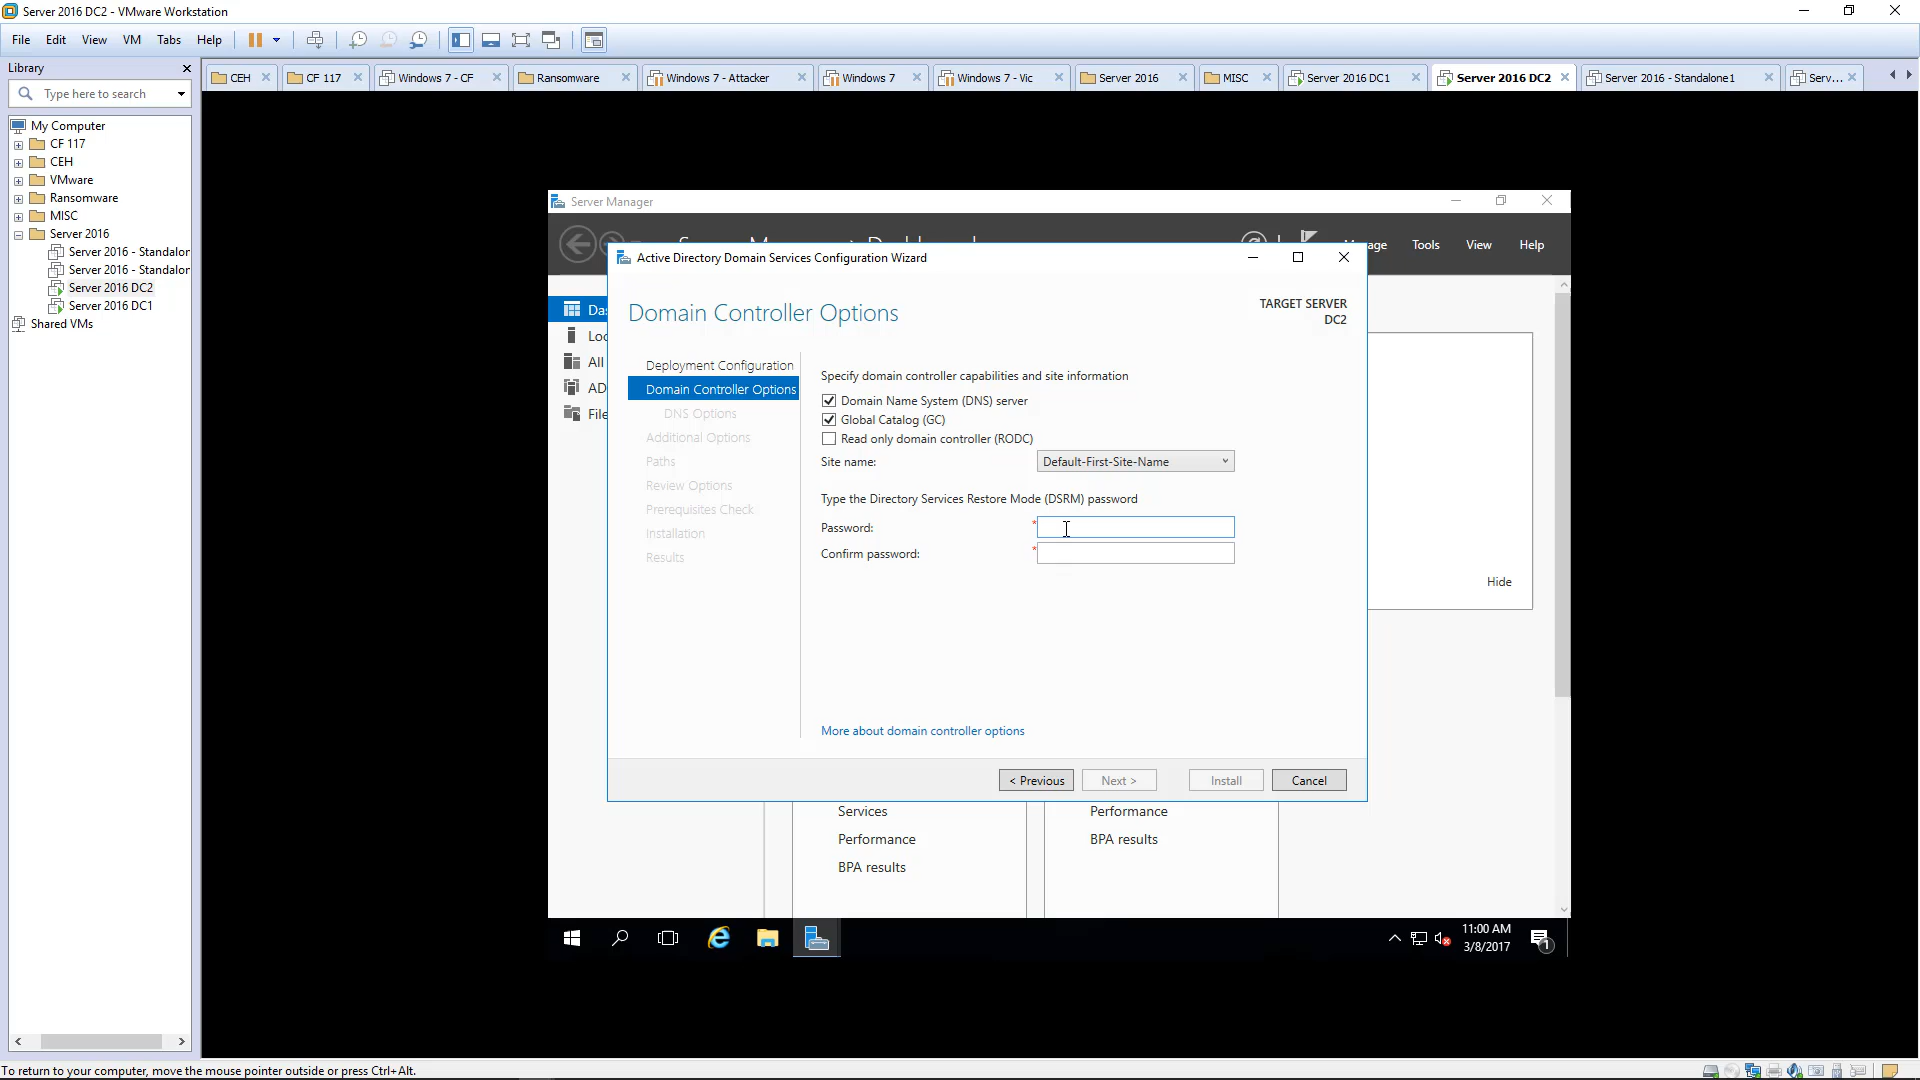 Server 2016 DC2 - VMware Workstation
File Edit View VM Tabs Help
Library
Type here to search
CEH
CF 117
Windows 7 - CF
Ransomware
Windows 7 - Attacker
Windows 7
Windows 7 - Vic
Server 2016
MISC
Server 2016 DC1
Server 2016 DC2
Server 2016 - Standalone1
Serv...
My Computer
CF 117
CEH
VMware
Ransomware
MISC
Server 2016
Server 2016 - Standalor
Server 2016 - Standalor
Server 2016 DC2
Server 2016 DC1
Shared VMs
Server Manager
Tools View Help
Active Directory Domain Services Configuration Wizard
Domain Controller Options
TARGET SERVER
DC2
Deployment Configuration
Domain Controller Options
DNS Options
Additional Options
Paths
Review Options
Prerequisites Check
Installation
Results
Specify domain controller capabilities and site information
Domain Name System (DNS) server
Global Catalog (GC)
Read only domain controller (RODC)
Site name: Default-First-Site-Name
Type the Directory Services Restore Mode (DSRM) password
Password: *
Confirm password: *
More about domain controller options
< Previous Next > Install Cancel
Hide
Services
Performance
BPA results
Performance
BPA results
11:00 AM
3/8/2017
1
To return to your computer, move the mouse pointer outside or press Ctrl+Alt.